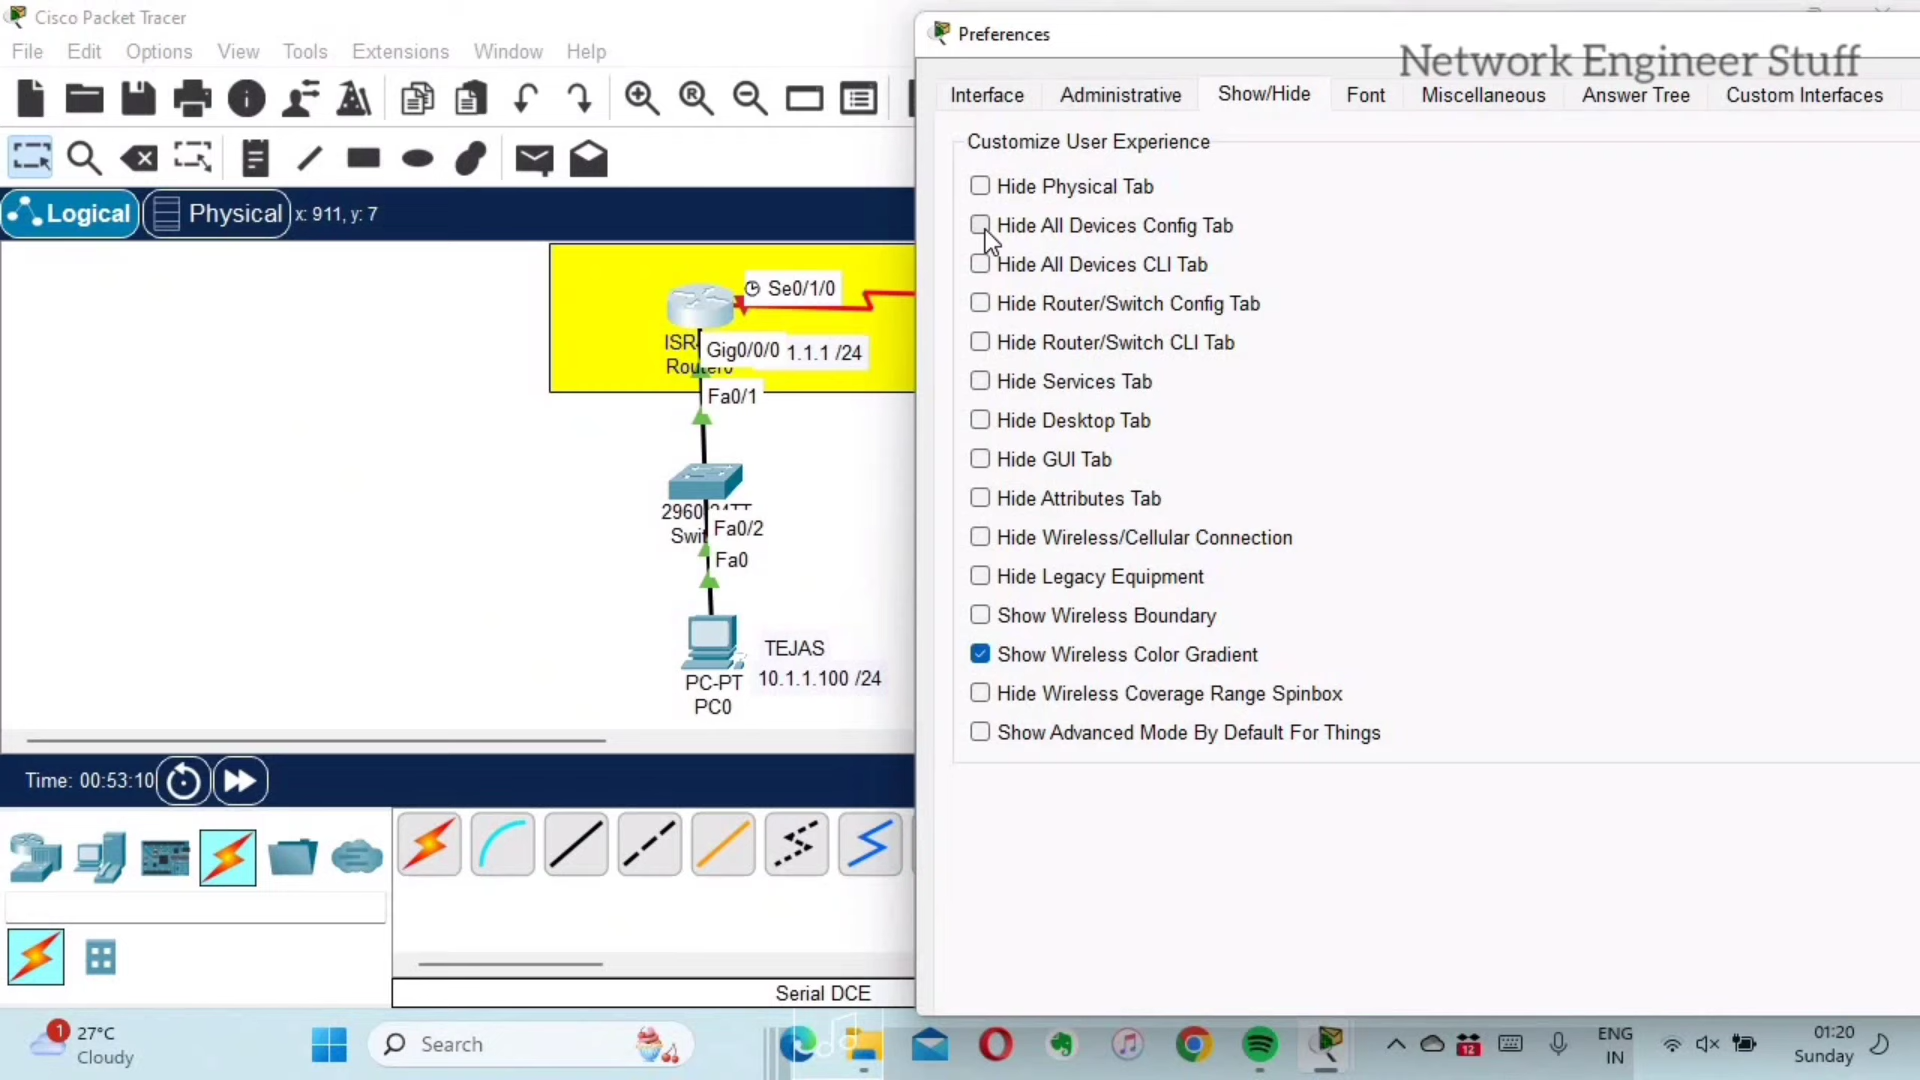 Cisco Packet Tracer
File Edit Options View Tools Extensions Window Help
Logical Physical x: 911, y: 7
Se0/1/0
Gig0/0/0 1.1.1 /24
Fa0/1
Fa0/2
Fa0
TEJAS
10.1.1.100 /24
PC-PT
PC0
Time: 00:53:10
Serial DCE
Preferences
Network Engineer Stuff
Interface Administrative Show/Hide Font Miscellaneous Answer Tree Custom Interfaces
Customize User Experience
Hide Physical Tab
Hide All Devices Config Tab
Hide All Devices CLI Tab
Hide Router/Switch Config Tab
Hide Router/Switch CLI Tab
Hide Services Tab
Hide Desktop Tab
Hide GUI Tab
Hide Attributes Tab
Hide Wireless/Cellular Connection
Hide Legacy Equipment
Show Wireless Boundary
Show Wireless Color Gradient
Hide Wireless Coverage Range Spinbox
Show Advanced Mode By Default For Things
1
27°C
Cloudy
Search
12
ENG
IN
01:20
Sunday